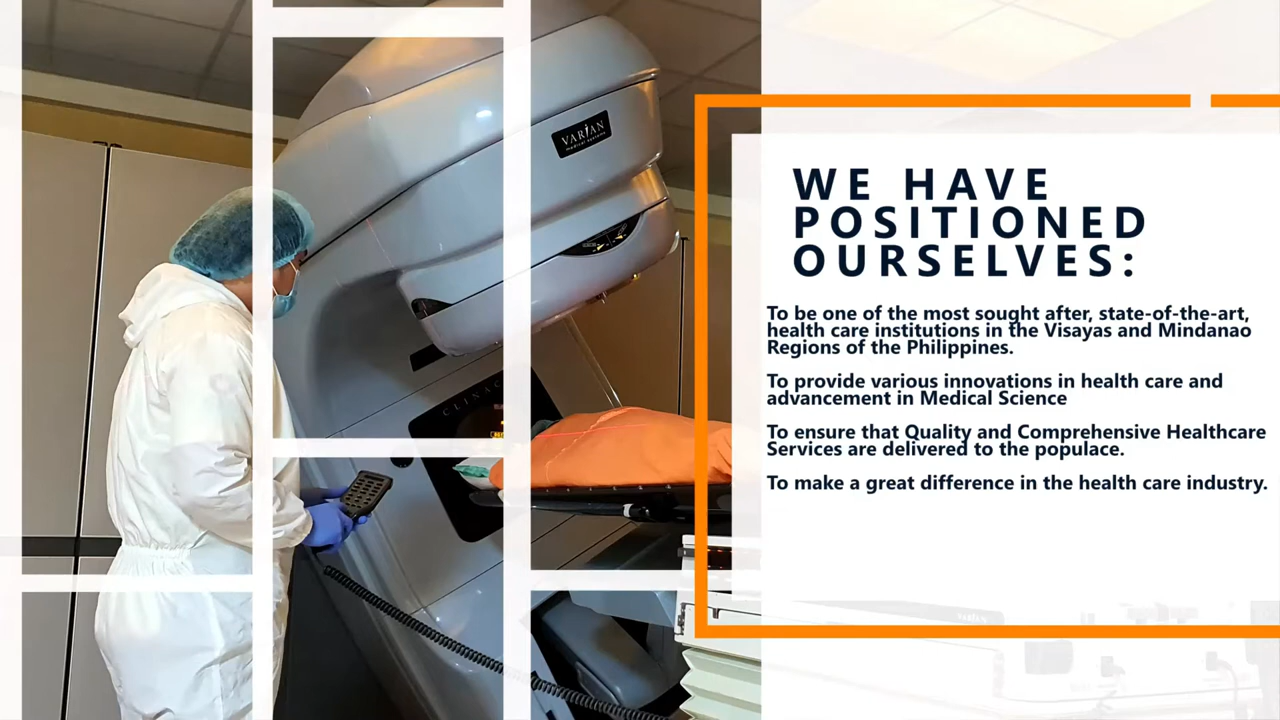 VARIAN
medical systems
CLINAC
WE HAVE
POSITIONED
OURSELVES:
To be one of the most sought after, state-of-the-art,
health care institutions in the Visayas and Mindanao
Regions of the Philippines.
To provide various innovations in health care and
advancement in Medical Science
To ensure that Quality and Comprehensive Healthcare
Services are delivered to the populace.
To make a great difference in the health care industry.